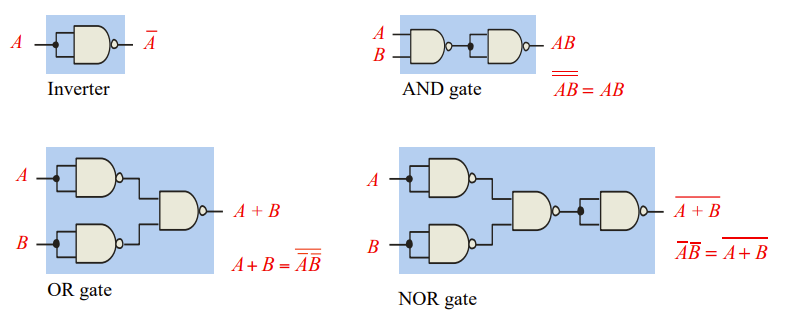 A
A̅
Inverter
A
B
AB
AND gate
A̿B̿ = AB
A
B
A + B
A + B = A̿B̿
OR gate
A
B
A̅ ̅+̅ ̅B̅
A̅B̅ = A̅ ̅+̅ ̅B̅
NOR gate